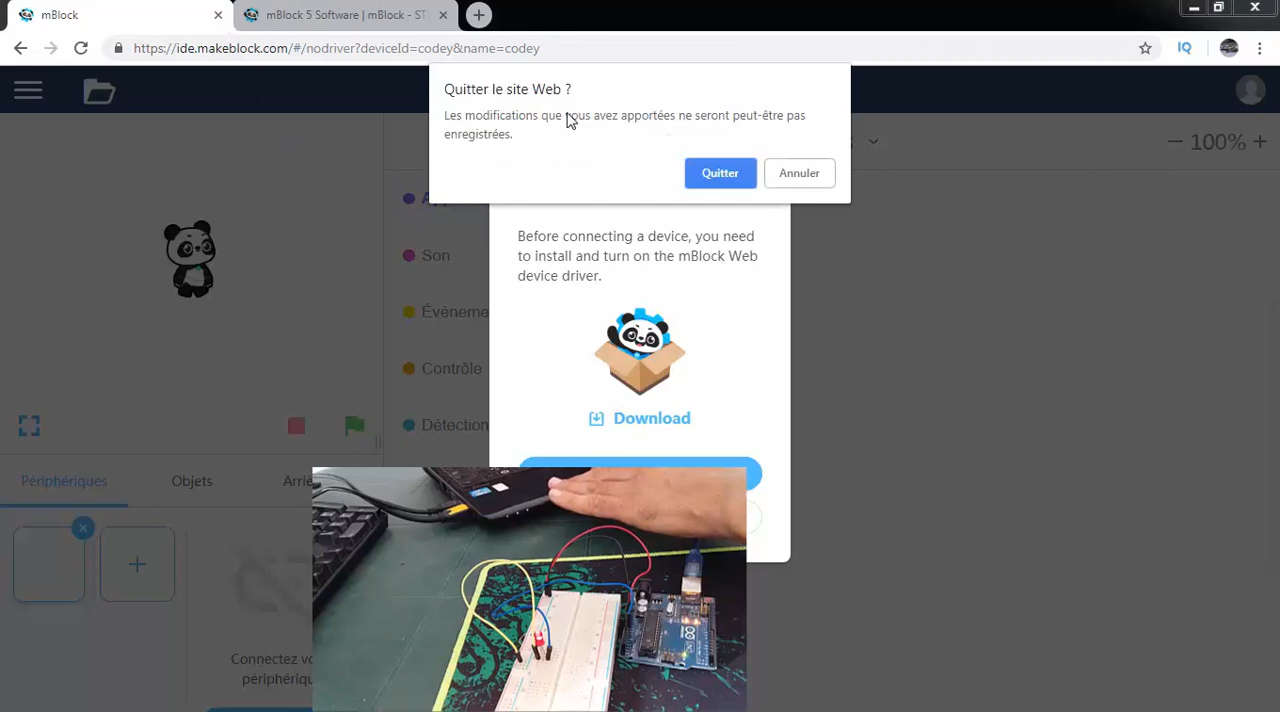 mBlock
mBlock 5 Software | mBlock - ST
https://ide.makeblock.com/#/nodriver?deviceId=codey&name=codey
IQ
Quitter le site Web ?
Les modifications que vous avez apportées ne seront peut-être pas
enregistrées.
Quitter
Annuler
100%
Son
Évèneme
Contrôle
Détection
Before connecting a device, you need
to install and turn on the mBlock Web
device driver.
Download
Périphériques
Objets
Arriè
Connectez vo
périphériqu